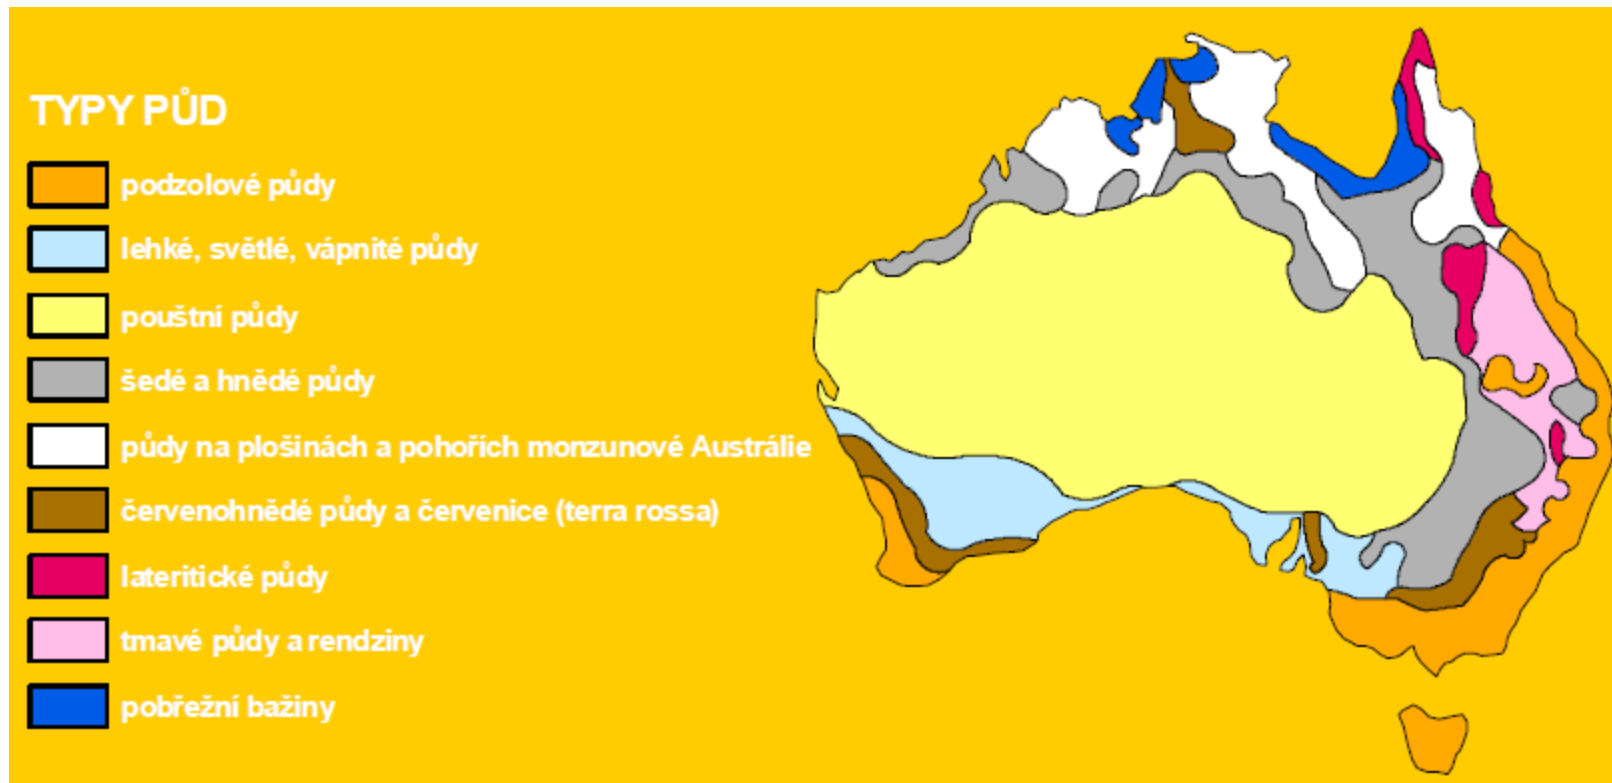 TYPY PŮD
podzolové půdy
lehké, světlé, vápnité půdy
pouštní půdy
šedé a hnědé půdy
půdy na plošinách a pohořích monzunové Austrálie
červenohnědé půdy a červenice (terra rossa)
lateritické půdy
tmavé půdy a rendziny
pobřežní bažiny